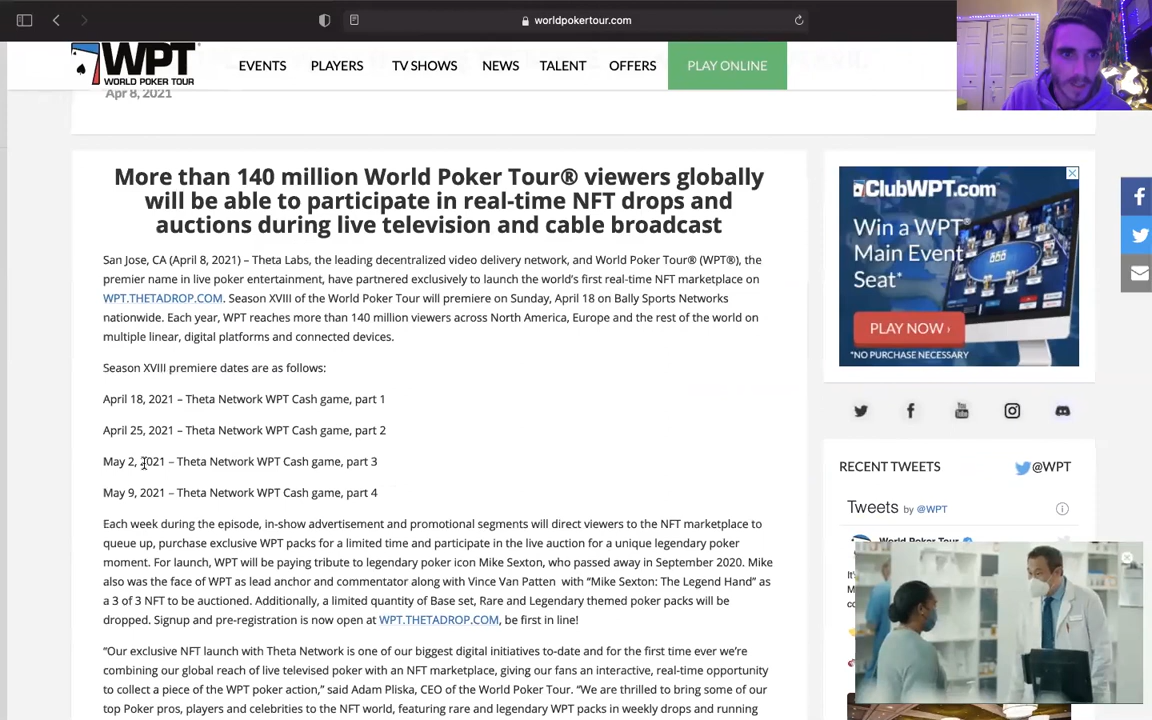 worldpokertour.com
WPT
WORLD POKER TOUR
EVENTS PLAYERS TV SHOWS NEWS TALENT OFFERS PLAY ONLINE
Apr 8, 2021
More than 140 million World Poker Tour® viewers globally
will be able to participate in real-time NFT drops and
auctions during live television and cable broadcast
San Jose, CA (April 8, 2021) – Theta Labs, the leading decentralized video delivery network, and World Poker Tour® (WPT®), the
premier name in live poker entertainment, have partnered exclusively to launch the world's first real-time NFT marketplace on
WPT.THETADROP.COM. Season XVIII of the World Poker Tour will premiere on Sunday, April 18 on Bally Sports Networks
nationwide. Each year, WPT reaches more than 140 million viewers across North America, Europe and the rest of the world on
multiple linear, digital platforms and connected devices.
Season XVIII premiere dates are as follows:
April 18, 2021 – Theta Network WPT Cash game, part 1
April 25, 2021 – Theta Network WPT Cash game, part 2
May 2, 2021 – Theta Network WPT Cash game, part 3
May 9, 2021 – Theta Network WPT Cash game, part 4
Each week during the episode, in-show advertisement and promotional segments will direct viewers to the NFT marketplace to
queue up, purchase exclusive WPT packs for a limited time and participate in the live auction for a unique legendary poker
moment. For launch, WPT will be paying tribute to legendary poker icon Mike Sexton, who passed away in September 2020. Mike
also was the face of WPT as lead anchor and commentator along with Vince Van Patten with “Mike Sexton: The Legend Hand” as
a 3 of 3 NFT to be auctioned. Additionally, a limited quantity of Base set, Rare and Legendary themed poker packs will be
dropped. Signup and pre-registration is now open at WPT.THETADROP.COM, be first in line!
“Our exclusive NFT launch with Theta Network is one of our biggest digital initiatives to-date and for the first time ever we’re
combining our global reach of live televised poker with an NFT marketplace, giving our fans an interactive, real-time opportunity
to collect a piece of the WPT poker action,” said Adam Pliska, CEO of the World Poker Tour. “We are thrilled to bring some of our
top Poker pros, players and celebrities to the NFT world, featuring rare and legendary WPT packs in weekly drops and running
ClubWPT.com
Win a WPT
Main Event
Seat*
PLAY NOW ›
*NO PURCHASE NECESSARY
RECENT TWEETS @WPT
Tweets by @WPT
World Poker Tour